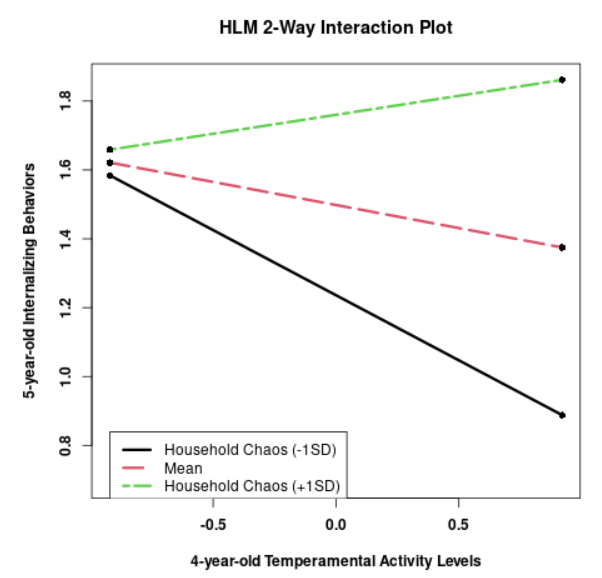 HLM 2-Way Interaction Plot
5-year-old Internalizing Behaviors
1.8
1.6
1.4
1.2
1.0
0.8
Household Chaos (-1SD)
Mean
Household Chaos (+1SD)
-0.5 0.0 0.5
4-year-old Temperamental Activity Levels